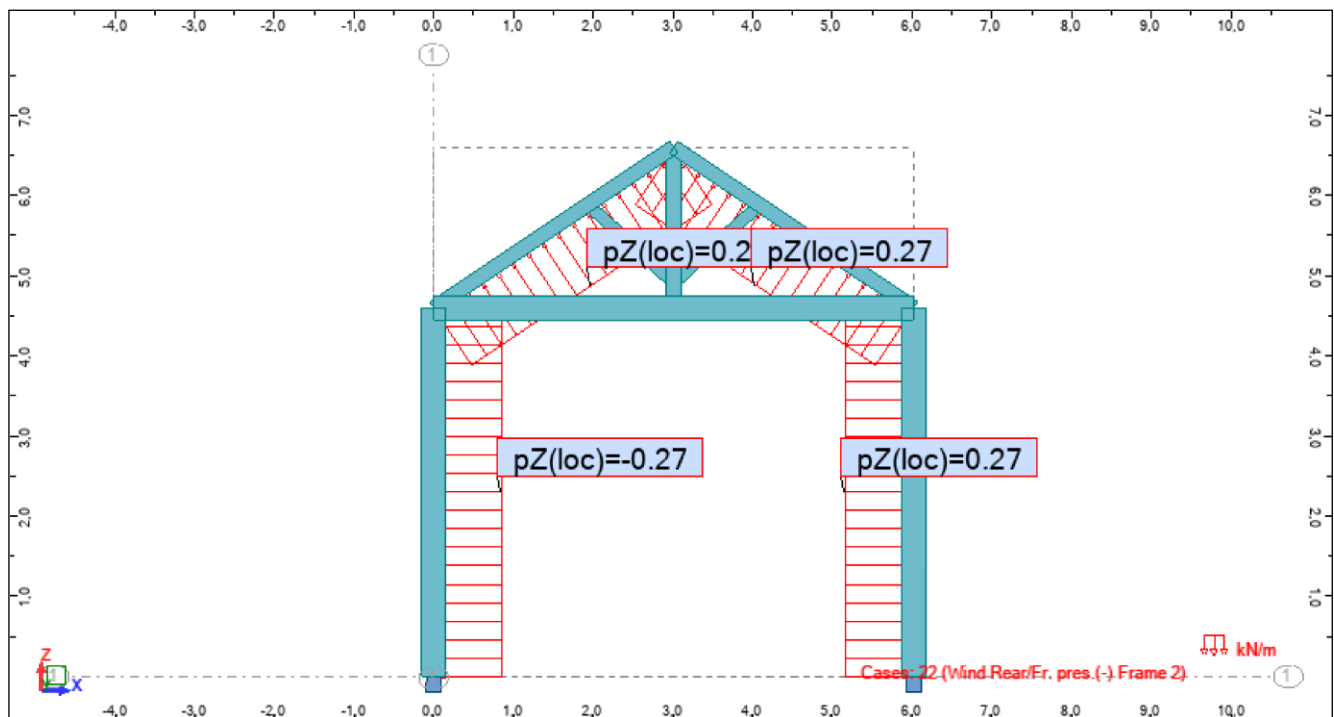 -4,0 -3,0 -2,0 -1,0 0,0 1,0 2,0 3,0 4,0 5,0 6,0 7,0 8,0 9,0 10,0
1
7,0 7,0
6,0 6,0
pZ(loc)=0.2 pZ(loc)=0.27
5,0 5,0
4,0 4,0
3,0 3,0
pZ(loc)=-0.27 pZ(loc)=0.27
2,0 2,0
1,0 1,0
kN/m
Z
X
Cases: 22 (Wind Rear/Fr. pres.(-) Frame 2)
1
-4,0 -3,0 -2,0 -1,0 0,0 1,0 2,0 3,0 4,0 5,0 6,0 7,0 8,0 9,0 10,0